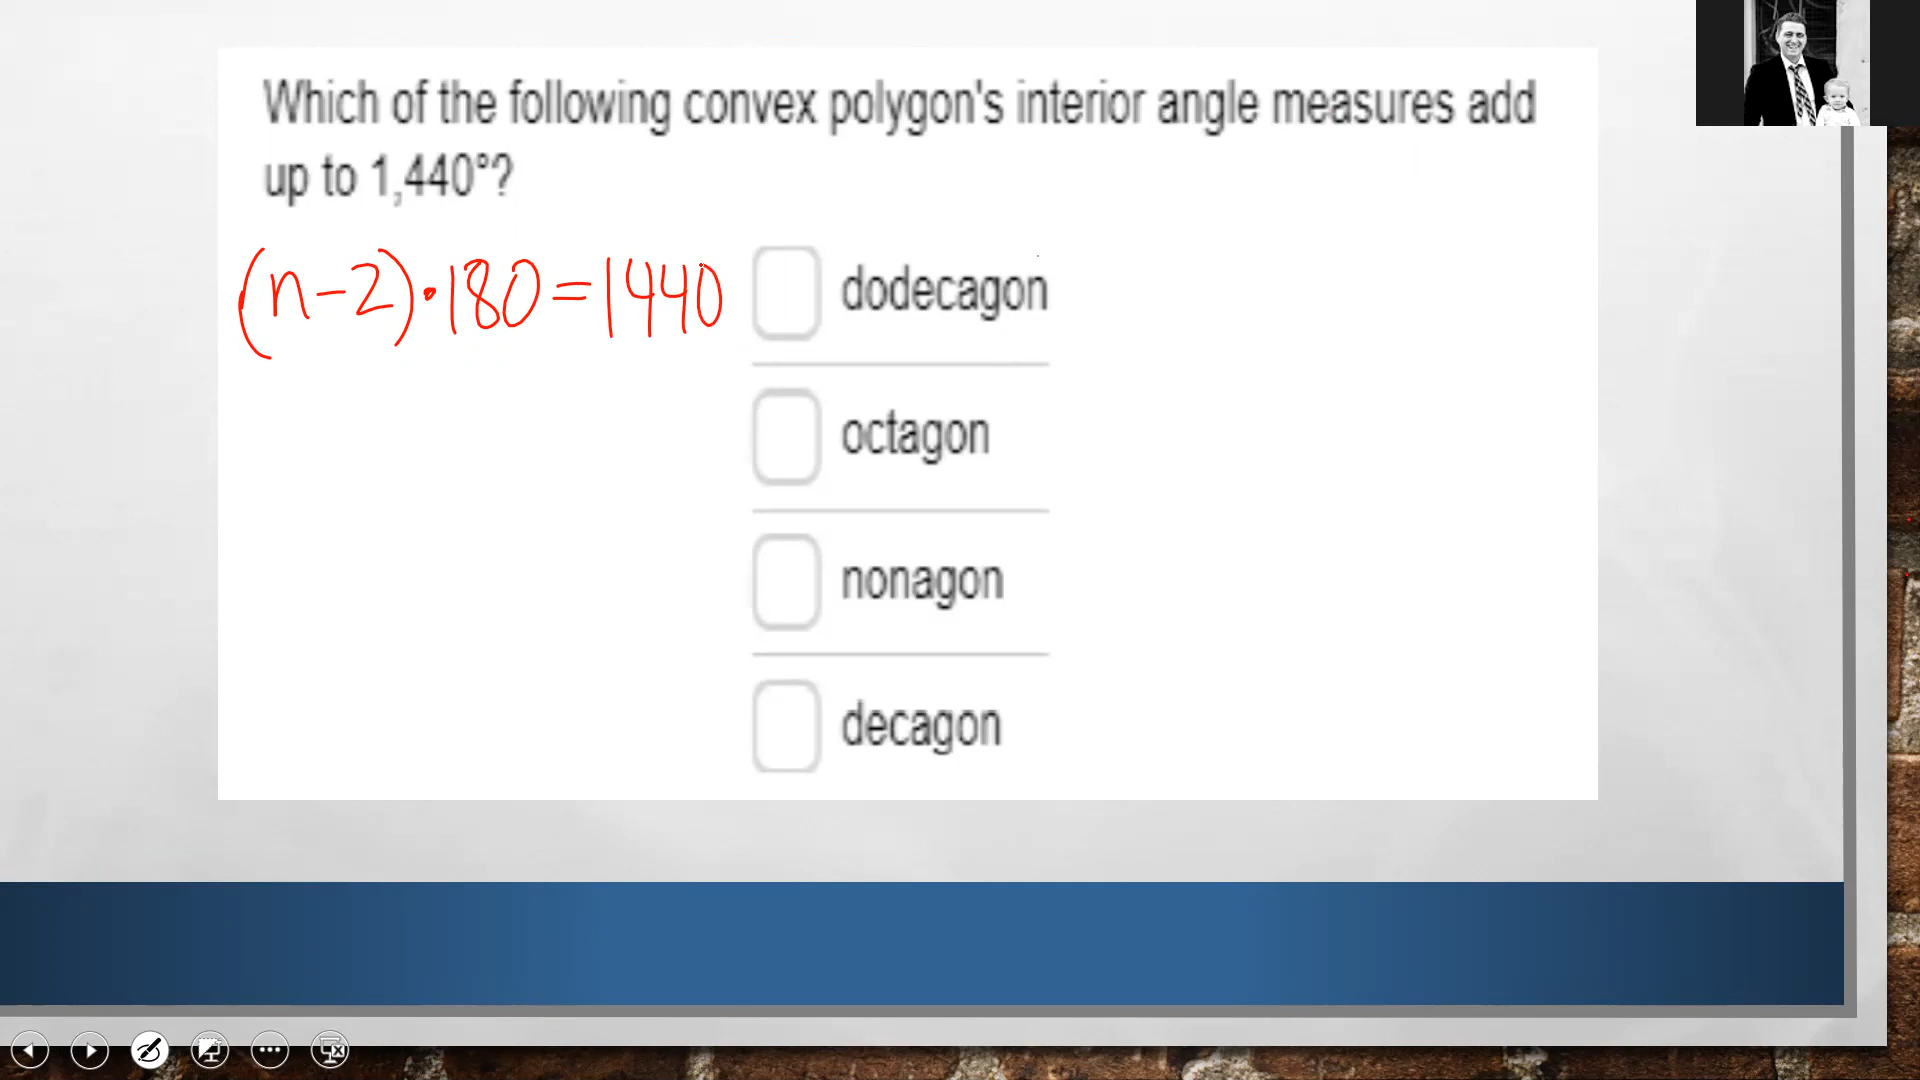 Which of the following convex polygon's interior angle measures add
up to 1,440°?
(n-2)·180=1440
dodecagon
octagon
nonagon
decagon